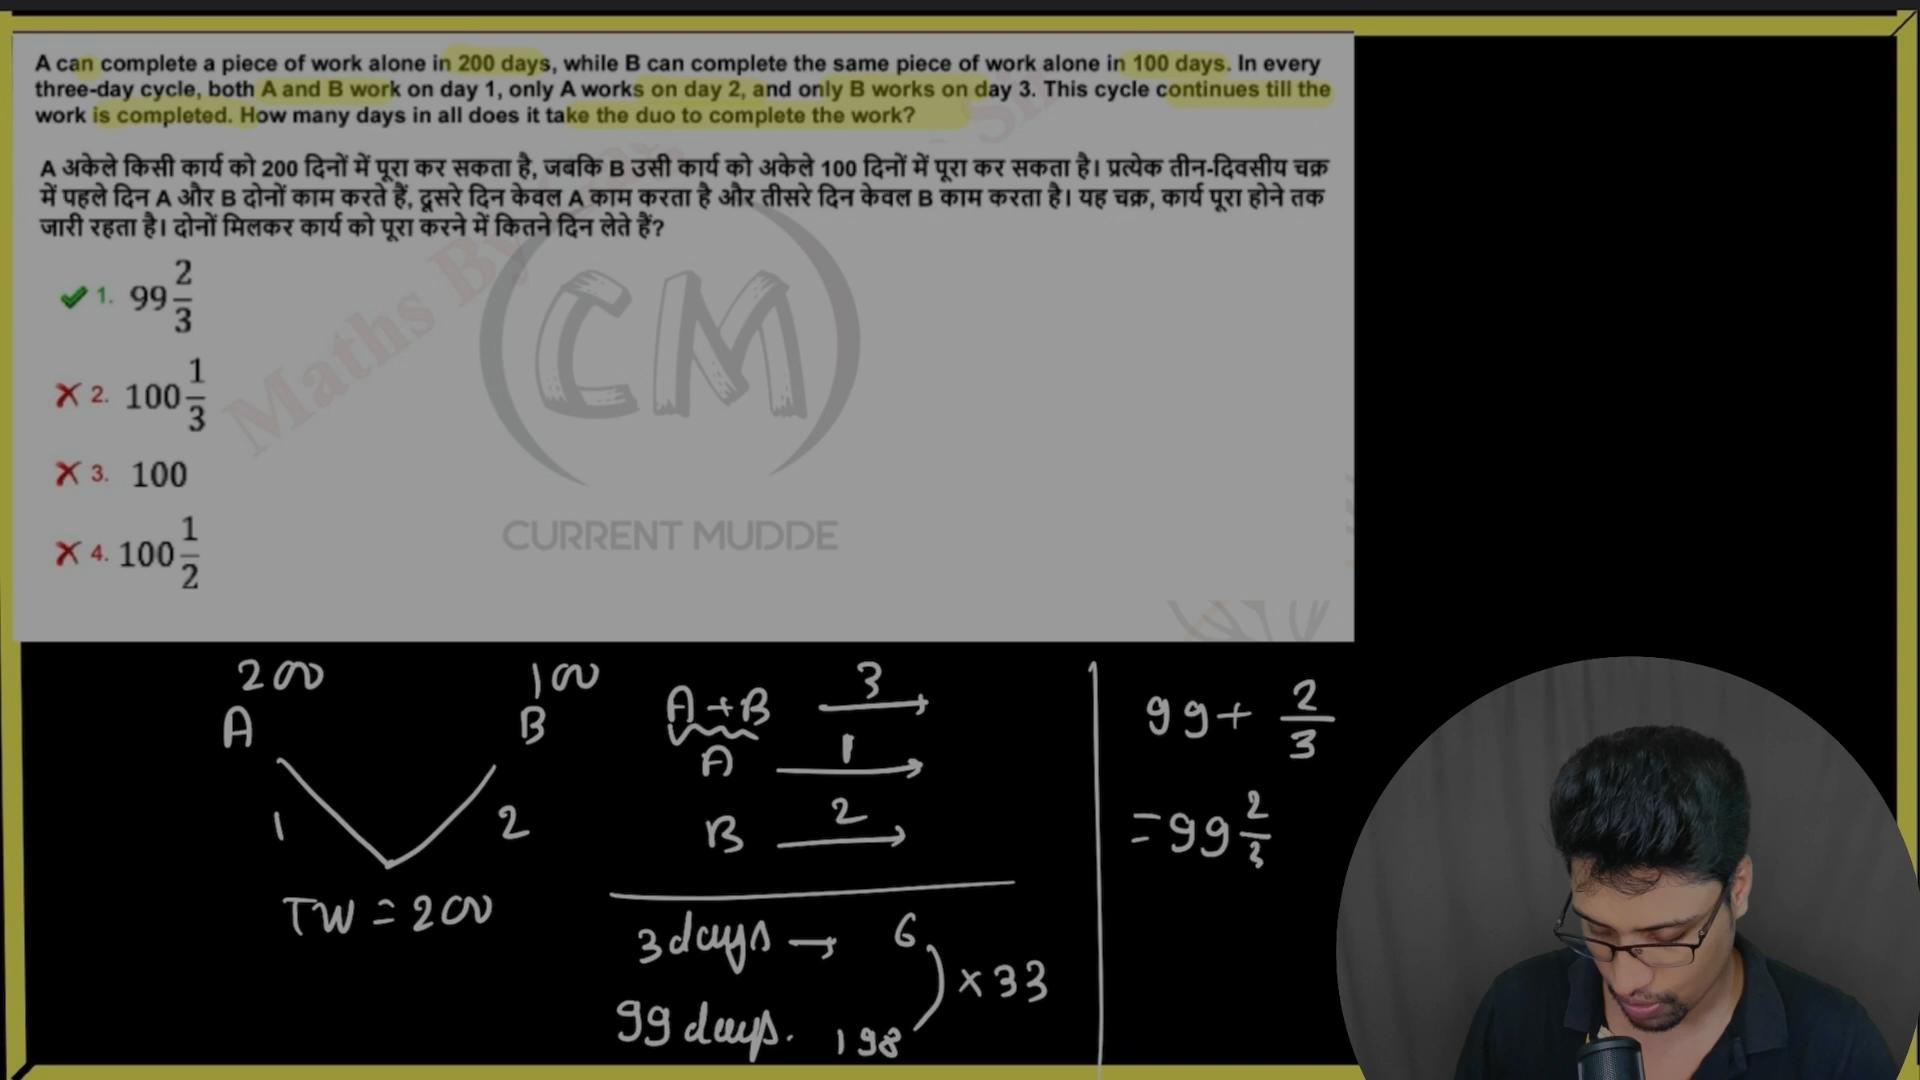 A can complete a piece of work alone in 200 days, while B can complete the same piece of work alone in 100 days. In every
three-day cycle, both A and B work on day 1, only A works on day 2, and only B works on day 3. This cycle continues till the
work is completed. How many days in all does it take the duo to complete the work?
A अकेले किसी कार्य को 200 दिनों में पूरा कर सकता है, जबकि B उसी कार्य को अकेले 100 दिनों में पूरा कर सकता है। प्रत्येक तीन-दिवसीय चक्र
में पहले दिन A और B दोनों काम करते हैं, दूसरे दिन केवल A काम करता है और तीसरे दिन केवल B काम करता है। यह चक्र, कार्य पूरा होने तक
जारी रहता है। दोनों मिलकर कार्य को पूरा करने में कितने दिन लेते हैं?
1. 99 2/3
2. 100 1/3
3. 100
4. 100 1/2
Maths By
CM
CURRENT MUDDE
200 100
A B
1 2
TW = 200
A + B 3
A 1
B 2
3 days → 6
99 days. 198
) × 33
99 + 2/3
= 99 2/3